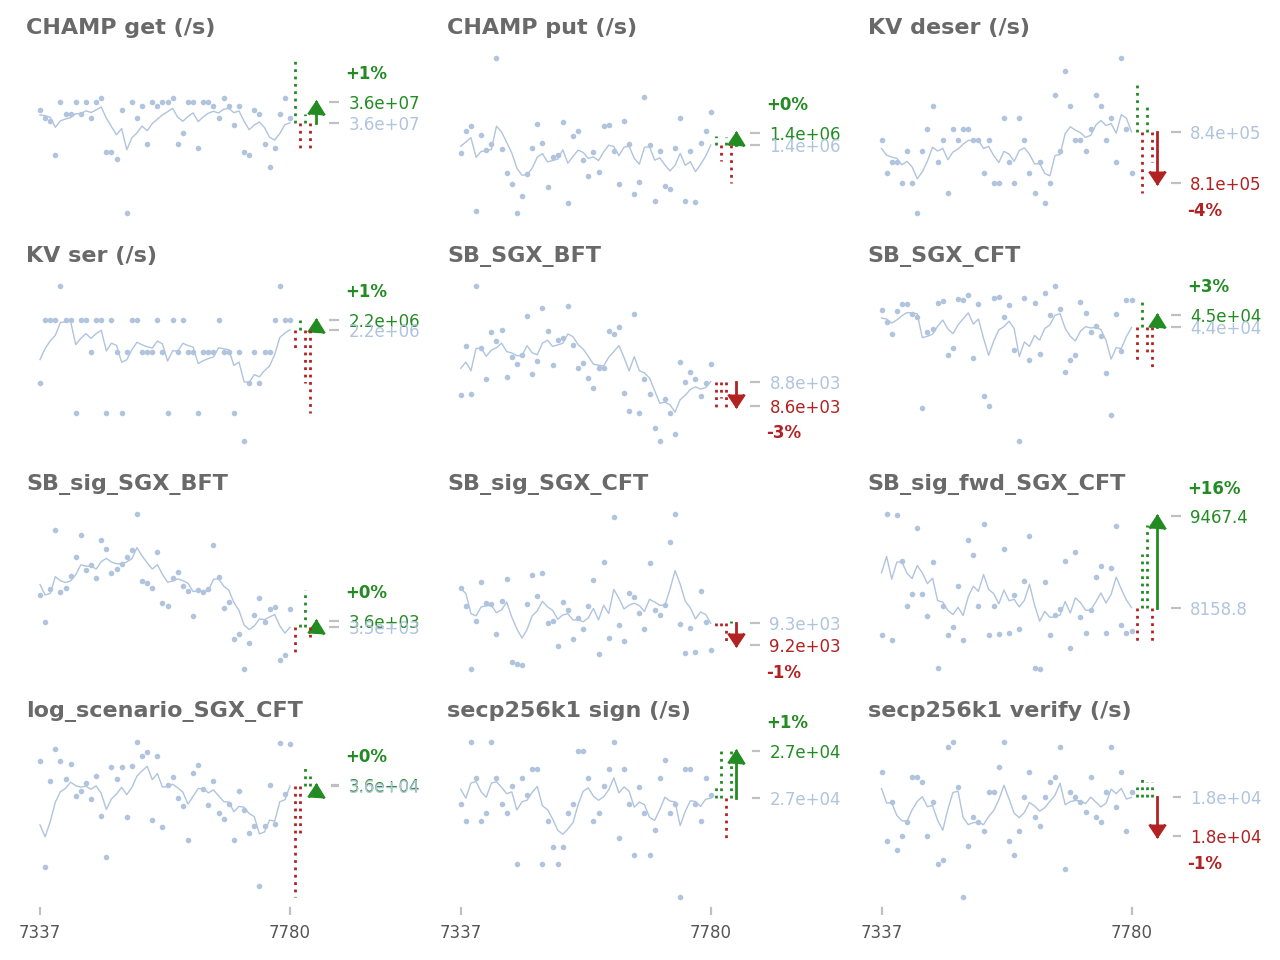 CHAMP get (/s)
+1%
3.6e+07
3.6e+07
CHAMP put (/s)
+0%
1.4e+06
1.4e+06
KV deser (/s)
8.4e+05
8.1e+05
-4%
KV ser (/s)
+1%
2.2e+06
2.2e+06
SB_SGX_BFT
8.8e+03
8.6e+03
-3%
SB_SGX_CFT
+3%
4.5e+04
4.4e+04
SB_sig_SGX_BFT
+0%
3.6e+03
SB_sig_SGX_CFT
9.3e+03
9.2e+03
-1%
SB_sig_fwd_SGX_CFT
+16%
9467.4
8158.8
log_scenario_SGX_CFT
+0%
3.6e+04
secp256k1 sign (/s)
+1%
2.7e+04
2.7e+04
secp256k1 verify (/s)
1.8e+04
1.8e+04
-1%
7337
7780
7337
7780
7337
7780